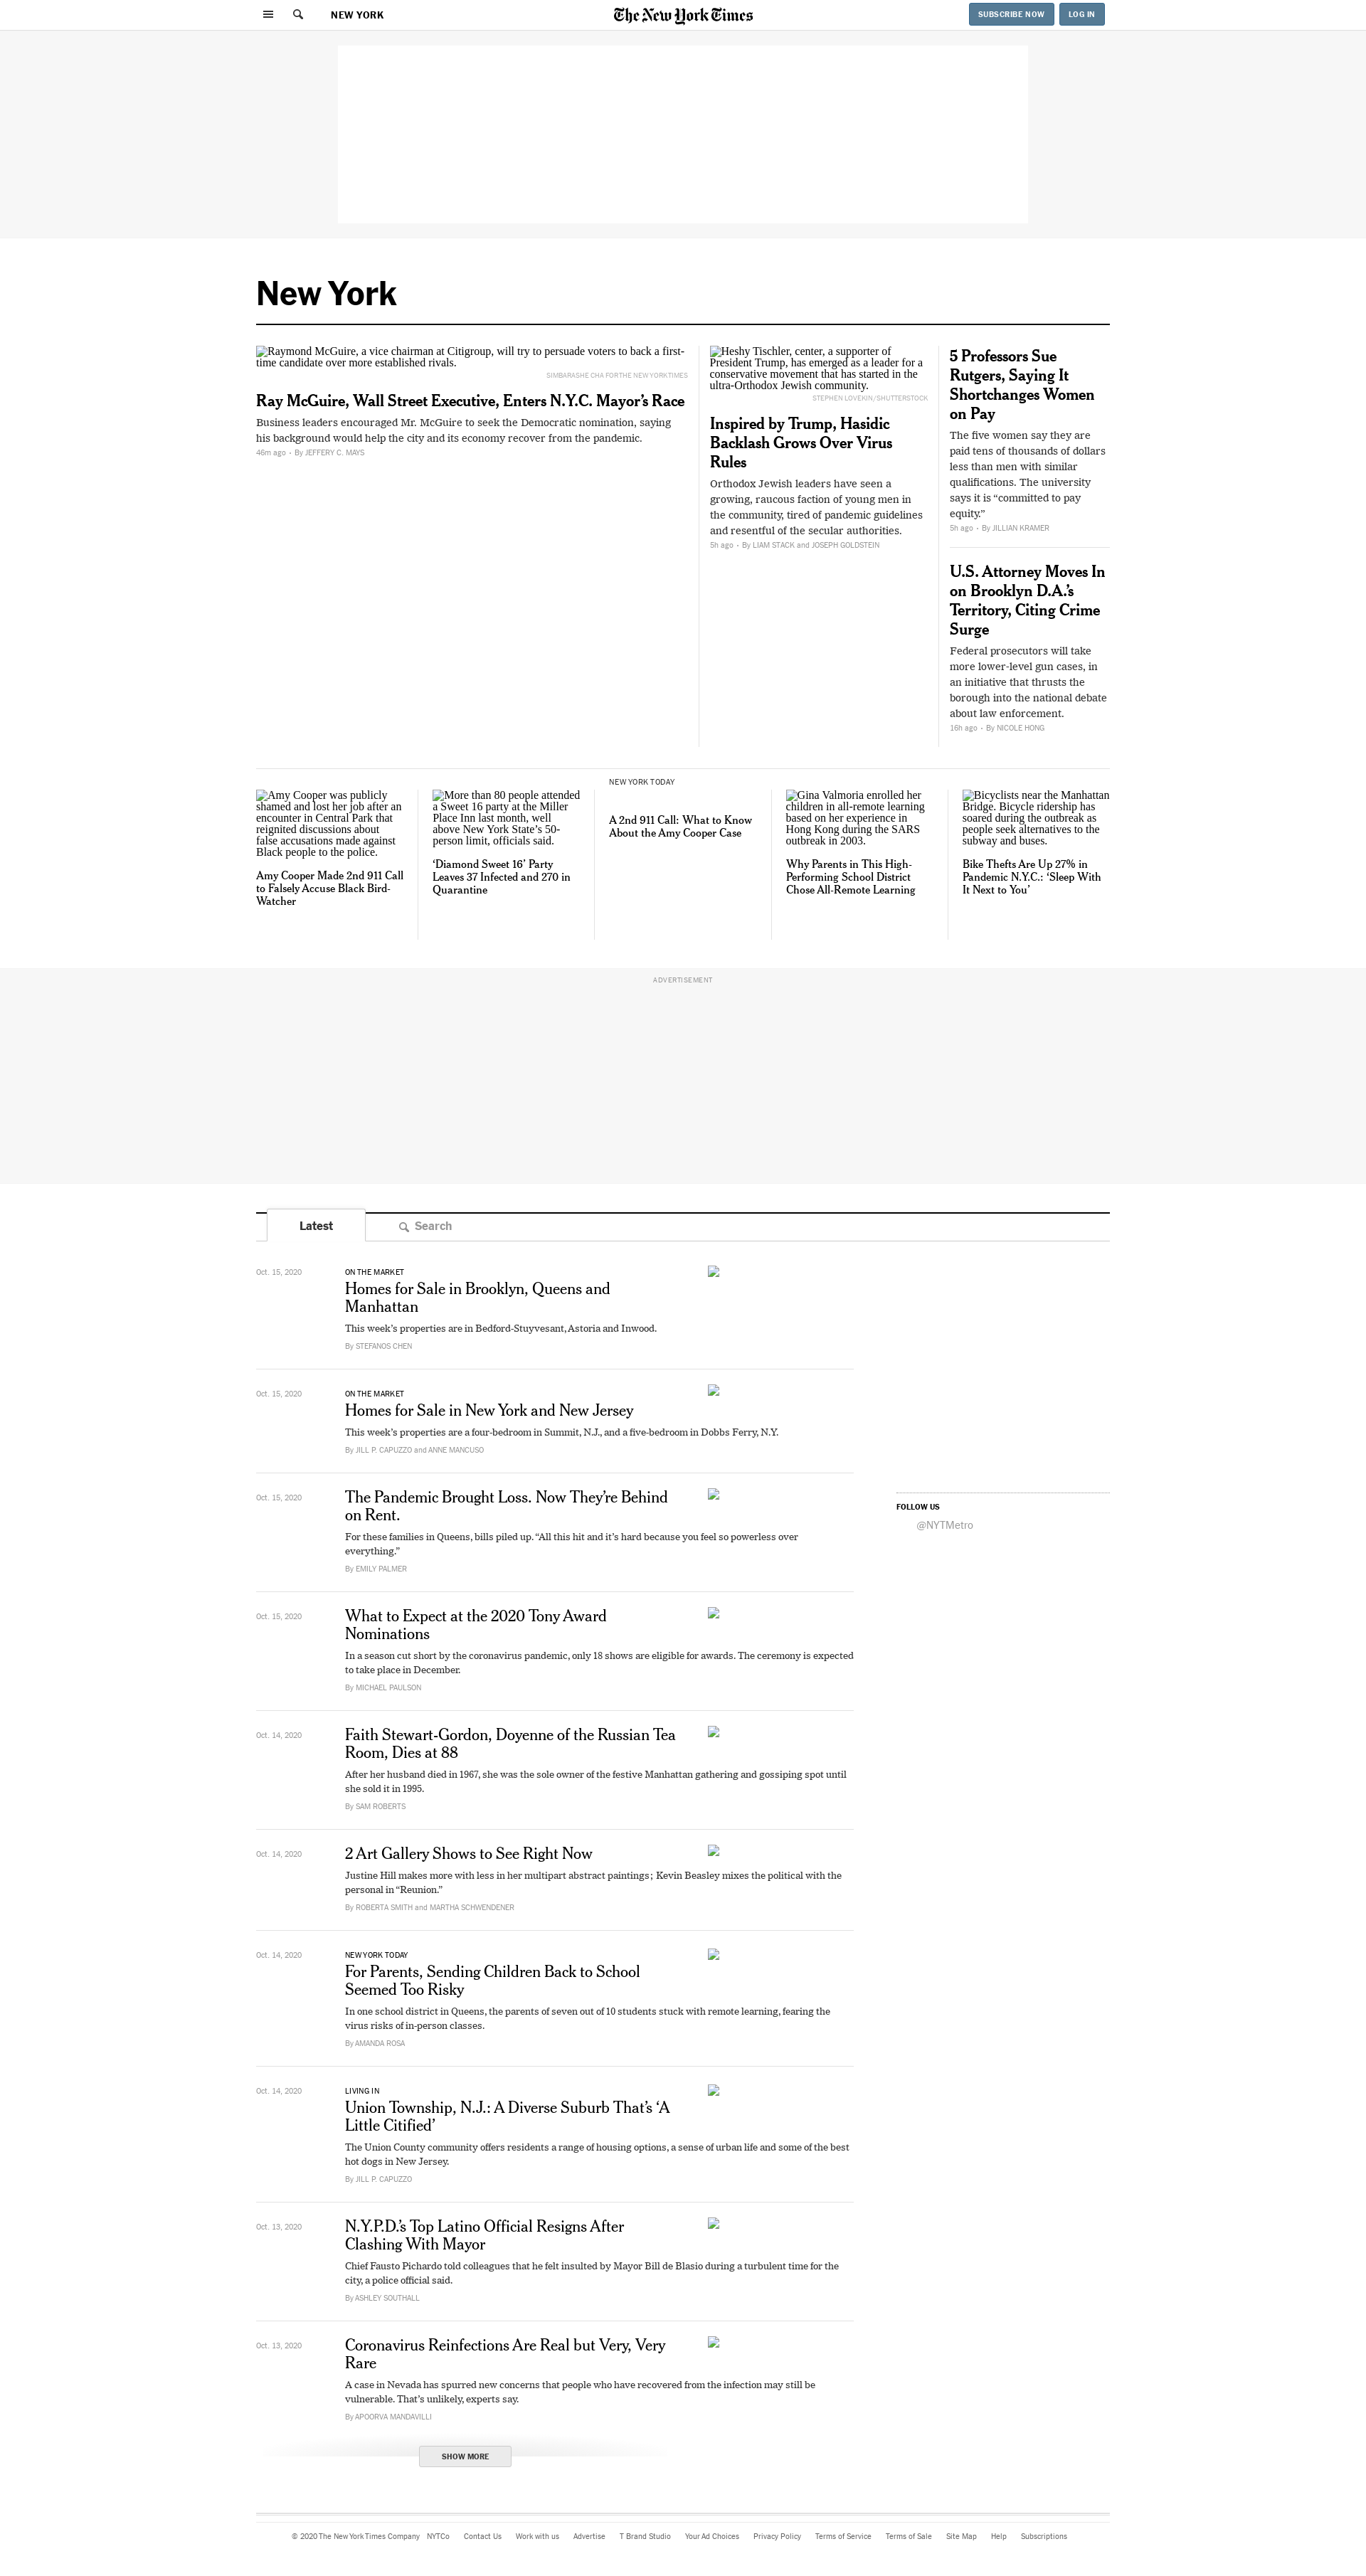 NEW YORK
The New York Times
SUBSCRIBE NOW
LOG IN
New York
Raymond McGuire, a vice chairman at Citigroup, will try to persuade voters to back a first-
time candidate over more established rivals.
SIMBARASHE CHA FOR THE NEW YORK TIMES
Ray McGuire, Wall Street Executive, Enters N.Y.C. Mayor’s Race
Business leaders encouraged Mr. McGuire to seek the Democratic nomination, saying
his background would help the city and its economy recover from the pandemic.
46m ago • By JEFFERY C. MAYS
Heshy Tischler, center, a supporter of
President Trump, has emerged as a leader for a
conservative movement that has started in the
ultra-Orthodox Jewish community.
STEPHEN LOVEKIN/SHUTTERSTOCK
Inspired by Trump, Hasidic
Backlash Grows Over Virus
Rules
Orthodox Jewish leaders have seen a
growing, raucous faction of young men in
the community, tired of pandemic guidelines
and resentful of the secular authorities.
5h ago • By LIAM STACK and JOSEPH GOLDSTEIN
5 Professors Sue
Rutgers, Saying It
Shortchanges Women
on Pay
The five women say they are
paid tens of thousands of dollars
less than men with similar
qualifications. The university
says it is “committed to pay
equity.”
5h ago • By JILLIAN KRAMER
U.S. Attorney Moves In
on Brooklyn D.A.’s
Territory, Citing Crime
Surge
Federal prosecutors will take
more lower-level gun cases, in
an initiative that thrusts the
borough into the national debate
about law enforcement.
16h ago • By NICOLE HONG
Amy Cooper was publicly
shamed and lost her job after an
encounter in Central Park that
reignited discussions about
false accusations made against
Black people to the police.
Amy Cooper Made 2nd 911 Call
to Falsely Accuse Black Bird-
Watcher
More than 80 people attended
a Sweet 16 party at the Miller
Place Inn last month, well
above New York State’s 50-
person limit, officials said.
‘Diamond Sweet 16’ Party
Leaves 37 Infected and 270 in
Quarantine
NEW YORK TODAY
A 2nd 911 Call: What to Know
About the Amy Cooper Case
Gina Valmoria enrolled her
children in all-remote learning
based on her experience in
Hong Kong during the SARS
outbreak in 2003.
Why Parents in This High-
Performing School District
Chose All-Remote Learning
Bicyclists near the Manhattan
Bridge. Bicycle ridership has
soared during the outbreak as
people seek alternatives to the
subway and buses.
Bike Thefts Are Up 27% in
Pandemic N.Y.C.: ‘Sleep With
It Next to You’
ADVERTISEMENT
Latest
Search
Oct. 15, 2020
ON THE MARKET
Homes for Sale in Brooklyn, Queens and
Manhattan
This week’s properties are in Bedford-Stuyvesant, Astoria and Inwood.
By STEFANOS CHEN
Oct. 15, 2020
ON THE MARKET
Homes for Sale in New York and New Jersey
This week’s properties are a four-bedroom in Summit, N.J., and a five-bedroom in Dobbs Ferry, N.Y.
By JILL P. CAPUZZO and ANNE MANCUSO
Oct. 15, 2020
The Pandemic Brought Loss. Now They’re Behind
on Rent.
For these families in Queens, bills piled up. “All this hit and it’s hard because you feel so powerless over
everything.”
By EMILY PALMER
FOLLOW US
@NYTMetro
Oct. 15, 2020
What to Expect at the 2020 Tony Award
Nominations
In a season cut short by the coronavirus pandemic, only 18 shows are eligible for awards. The ceremony is expected
to take place in December.
By MICHAEL PAULSON
Oct. 14, 2020
Faith Stewart-Gordon, Doyenne of the Russian Tea
Room, Dies at 88
After her husband died in 1967, she was the sole owner of the festive Manhattan gathering and gossiping spot until
she sold it in 1995.
By SAM ROBERTS
Oct. 14, 2020
2 Art Gallery Shows to See Right Now
Justine Hill makes more with less in her multipart abstract paintings; Kevin Beasley mixes the political with the
personal in “Reunion.”
By ROBERTA SMITH and MARTHA SCHWENDENER
Oct. 14, 2020
NEW YORK TODAY
For Parents, Sending Children Back to School
Seemed Too Risky
In one school district in Queens, the parents of seven out of 10 students stuck with remote learning, fearing the
virus risks of in-person classes.
By AMANDA ROSA
Oct. 14, 2020
LIVING IN
Union Township, N.J.: A Diverse Suburb That’s ‘A
Little Citified’
The Union County community offers residents a range of housing options, a sense of urban life and some of the best
hot dogs in New Jersey.
By JILL P. CAPUZZO
Oct. 13, 2020
N.Y.P.D.’s Top Latino Official Resigns After
Clashing With Mayor
Chief Fausto Pichardo told colleagues that he felt insulted by Mayor Bill de Blasio during a turbulent time for the
city, a police official said.
By ASHLEY SOUTHALL
Oct. 13, 2020
Coronavirus Reinfections Are Real but Very, Very
Rare
A case in Nevada has spurred new concerns that people who have recovered from the infection may still be
vulnerable. That’s unlikely, experts say.
By APOORVA MANDAVILLI
SHOW MORE
© 2020 The New York Times Company NYTCo Contact Us Work with us Advertise T Brand Studio Your Ad Choices Privacy Policy Terms of Service Terms of Sale Site Map Help Subscriptions